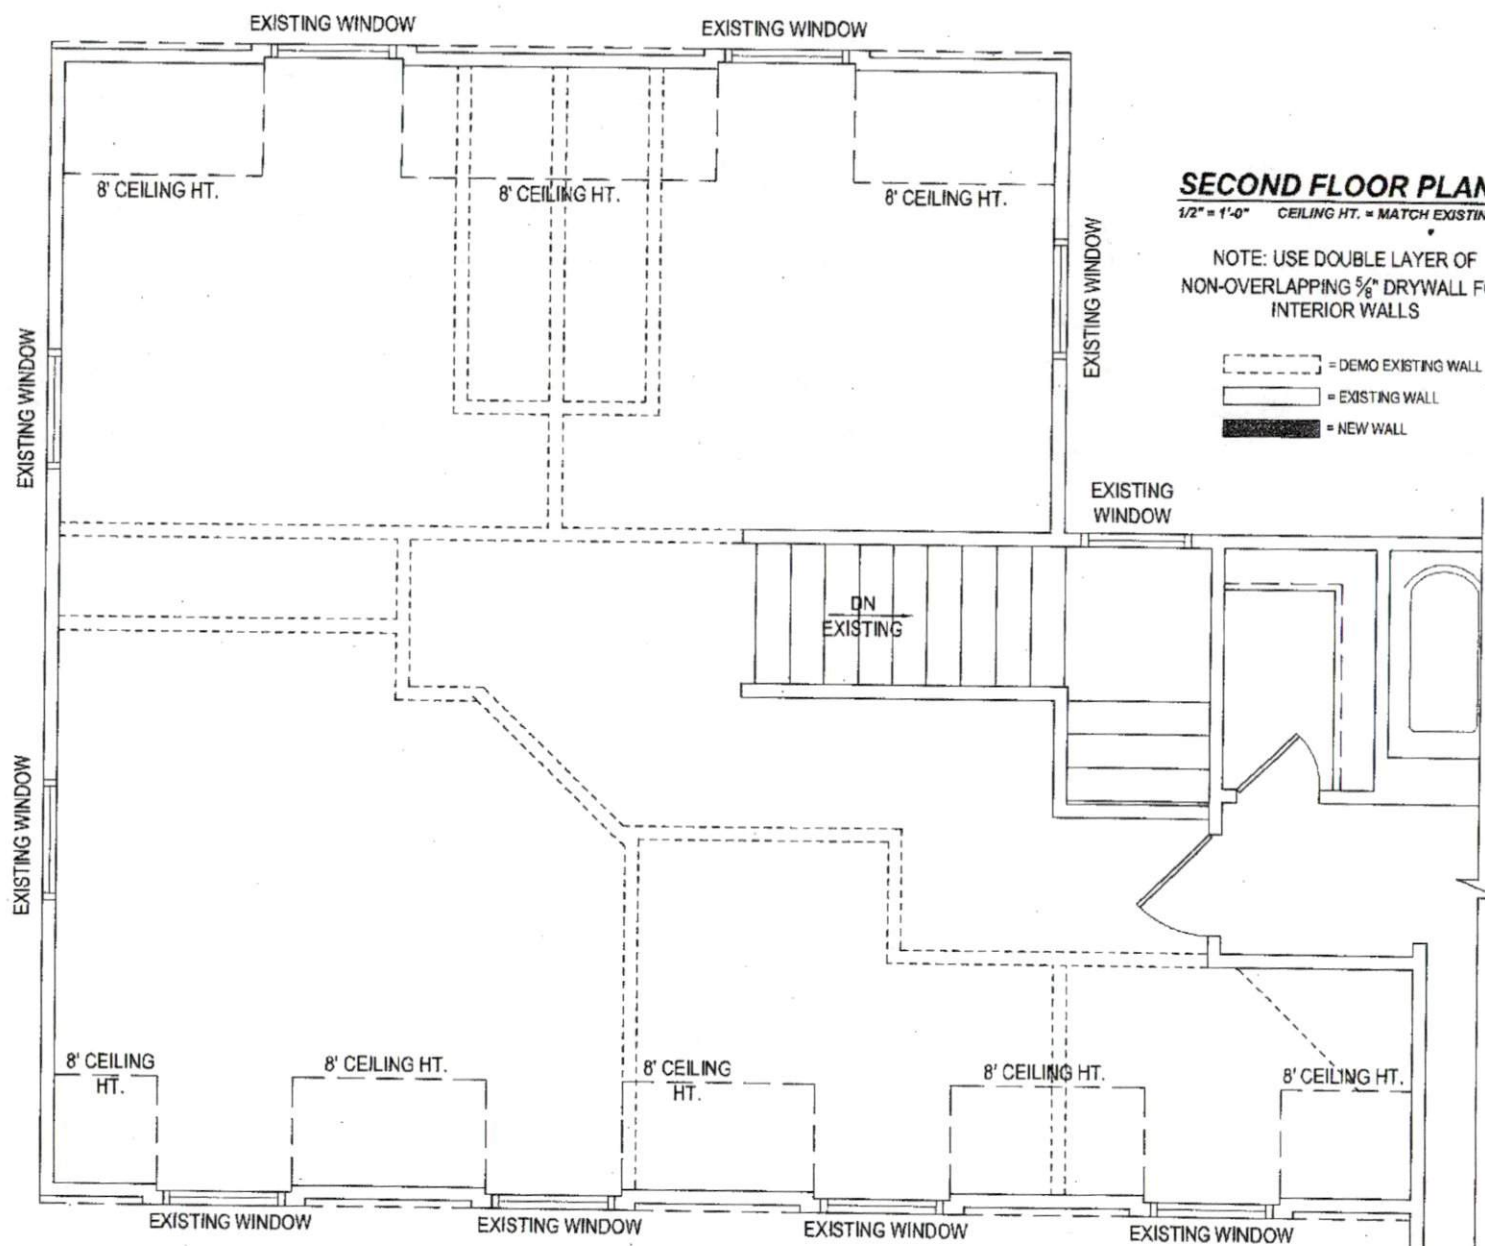 EXISTING WINDOW
EXISTING WINDOW
8' CEILING HT.
8' CEILING HT.
8' CEILING HT.
SECOND FLOOR PLAN
1/2" = 1'-0" CEILING HT. = MATCH EXISTIN
NOTE: USE DOUBLE LAYER OF
NON-OVERLAPPING 5/8" DRYWALL FO
INTERIOR WALLS
= DEMO EXISTING WALL
= EXISTING WALL
= NEW WALL
EXISTING WINDOW
EXISTING WINDOW
EXISTING
WINDOW
DN
EXISTING
EXISTING WINDOW
8' CEILING
HT.
8' CEILING HT.
8' CEILING
HT.
8' CEILING HT.
8' CEILING HT.
EXISTING WINDOW
EXISTING WINDOW
EXISTING WINDOW
EXISTING WINDOW